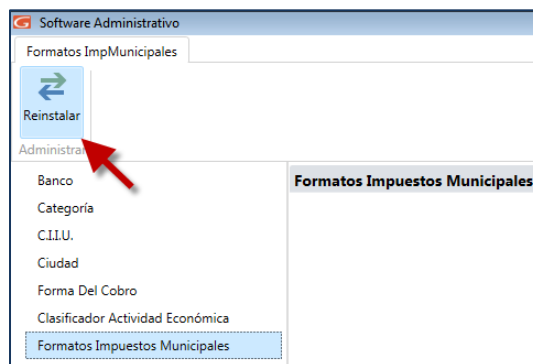 Software Administrativo
Formatos ImpMunicipales
Reinstalar
Banco
Formatos Impuestos Municipales
Categoría
C.I.I.U.
Ciudad
Forma Del Cobro
Clasificador Actividad Económica
Formatos Impuestos Municipales